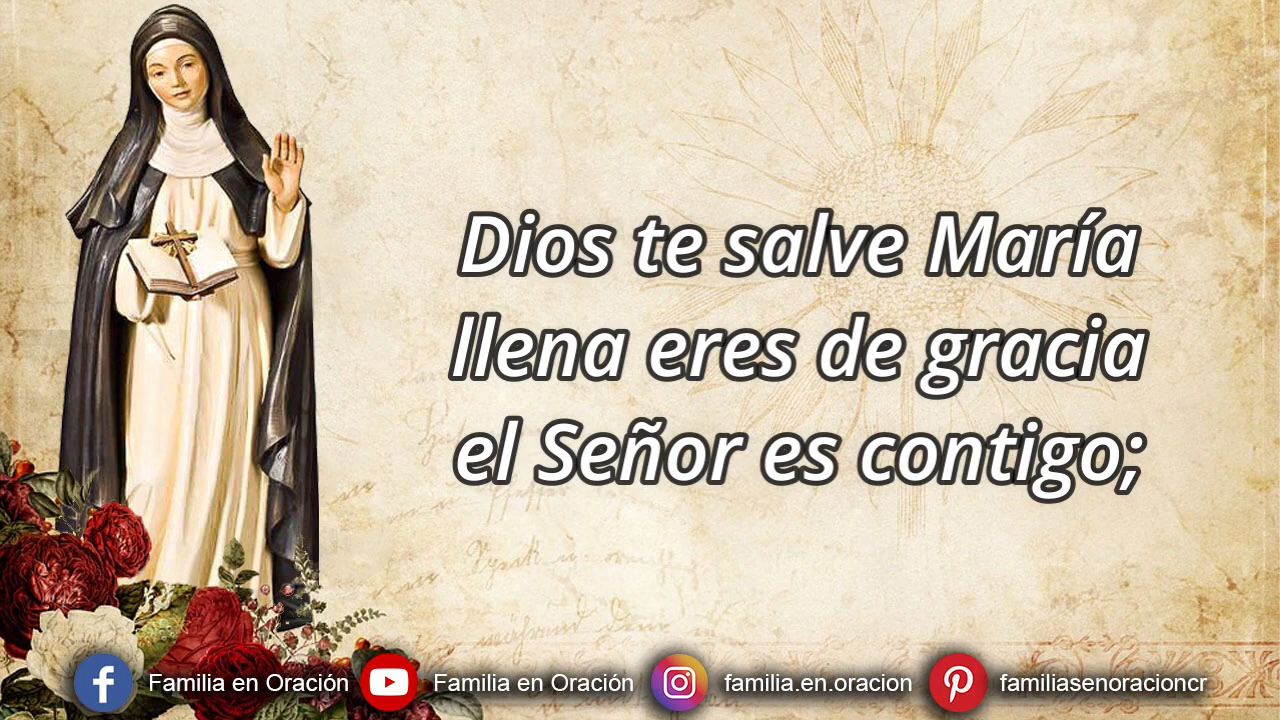 Dios te salve María
llena eres de gracia
el Señor es contigo;
Familia en Oración
Familia en Oración
familia.en.oracion
familiasenoracioncr